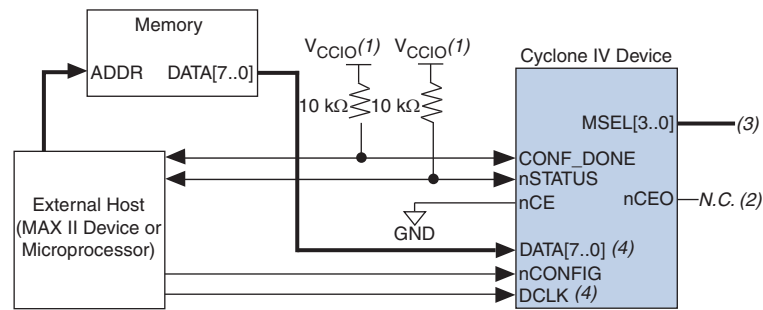 Memory
ADDR DATA[7..0]
VCCIO(1) VCCIO(1)
10 kΩ 10 kΩ
Cyclone IV Device
MSEL[3..0] (3)
External Host
(MAX II Device or
Microprocessor)
CONF_DONE
nSTATUS
nCE
nCEO N.C. (2)
GND
DATA[7..0] (4)
nCONFIG
DCLK (4)